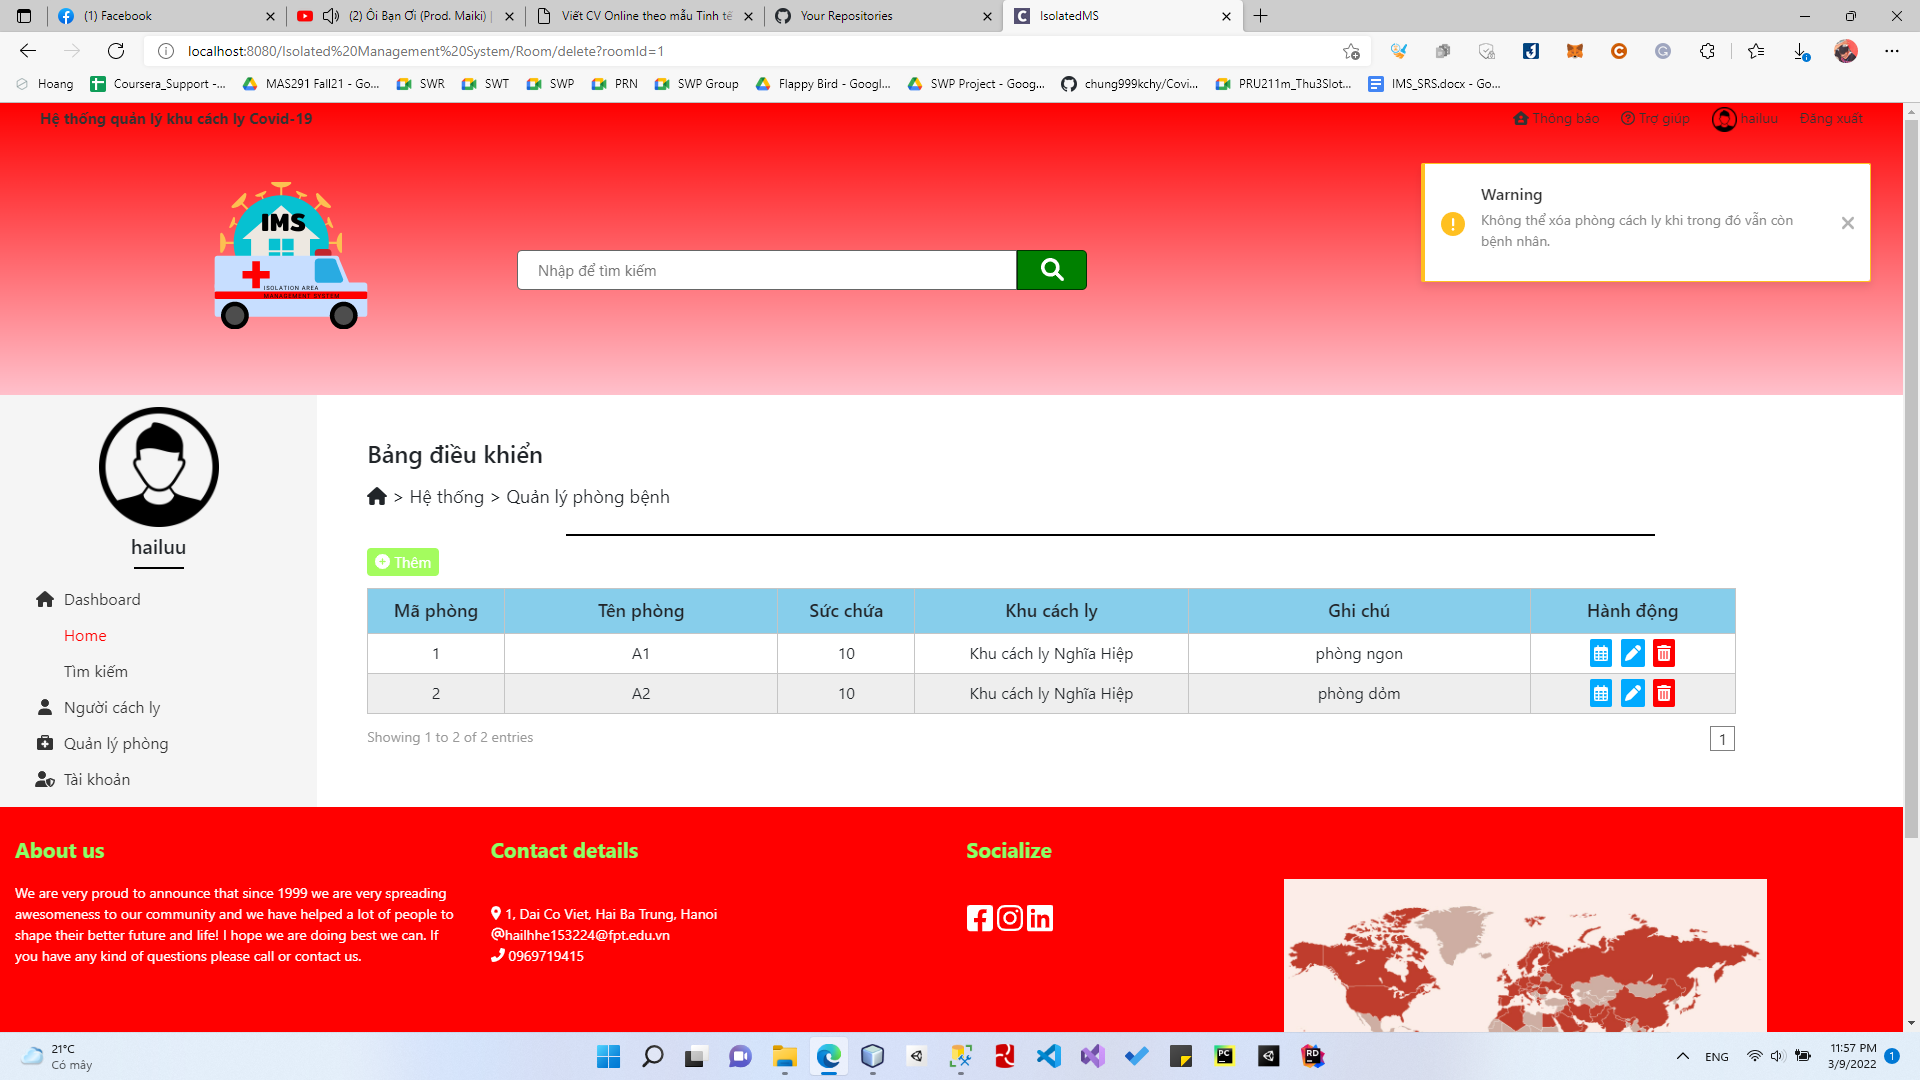 (1) Facebook
(2) Ôi Bạn Ơi (Prod. Maiki) |
Viết CV Online theo mẫu Tinh tế
Your Repositories
IsolatedMS
localhost:8080/Isolated%20Management%20System/Room/delete?roomId=1
Hoang
Coursera_Support -...
MAS291 Fall21 - Go...
SWR
SWT
SWP
PRN
SWP Group
Flappy Bird - Googl...
SWP Project - Goog...
chung999kchy/Covi...
PRU211m_Thu3Slot...
IMS_SRS.docx - Go...
Hệ thống quản lý khu cách ly Covid-19
Thông báo
Trợ giúp
hailuu
Đăng xuất
IMS
ISOLATION AREA
MANAGEMENT SYSTEM
Nhập để tìm kiếm
Warning
Không thể xóa phòng cách ly khi trong đó vẫn còn
bệnh nhân.
hailuu
Dashboard
Home
Tìm kiếm
Người cách ly
Quản lý phòng
Tài khoản
Bảng điều khiển
> Hệ thống > Quản lý phòng bệnh
Thêm
Mã phòng Tên phòng Sức chứa Khu cách ly Ghi chú Hành động
1 A1 10 Khu cách ly Nghĩa Hiệp phòng ngon
2 A2 10 Khu cách ly Nghĩa Hiệp phòng dỏm
Showing 1 to 2 of 2 entries
1
About us
We are very proud to announce that since 1999 we are very spreading
awesomeness to our community and we have helped a lot of people to
shape their better future and life! I hope we are doing best we can. If
you have any kind of questions please call or contact us.
Contact details
1, Dai Co Viet, Hai Ba Trung, Hanoi
@hailhhe153224@fpt.edu.vn
0969719415
Socialize
21°C
Có mây
PC
RD
ENG
11:57 PM
3/9/2022
1